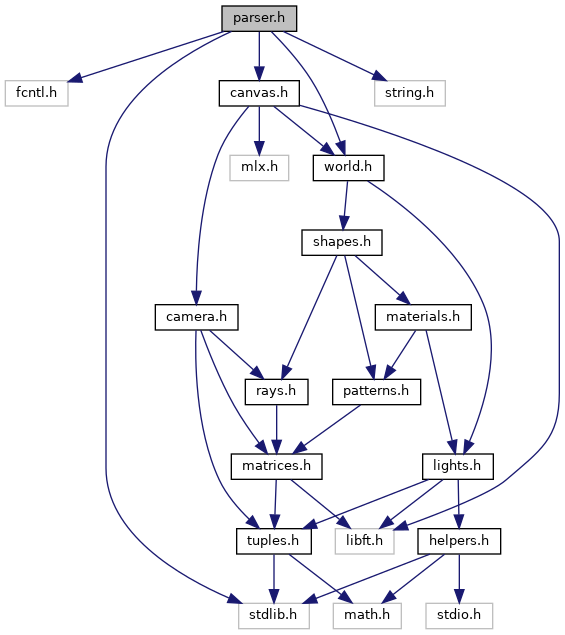 parser.h
fcntl.h
canvas.h
string.h
mlx.h
world.h
shapes.h
camera.h
materials.h
rays.h
patterns.h
matrices.h
lights.h
tuples.h
libft.h
helpers.h
stdlib.h
math.h
stdio.h